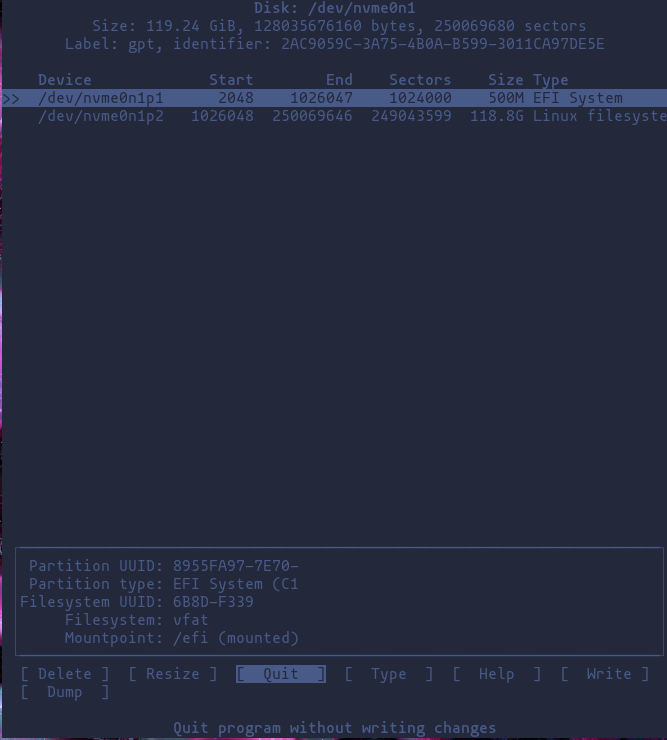 Disk: /dev/nvme0n1
Size: 119.24 GiB, 128035676160 bytes, 250069680 sectors
Label: gpt, identifier: 2AC9059C-3A75-4B0A-B599-3011CA97DE5E
Device Start End Sectors Size Type
>> /dev/nvme0n1p1 2048 1026047 1024000 500M EFI System
/dev/nvme0n1p2 1026048 250069646 249043599 118.8G Linux filesyste
Partition UUID: 8955FA97-7E70-
Partition type: EFI System (C1
Filesystem UUID: 6B8D-F339
Filesystem: vfat
Mountpoint: /efi (mounted)
[ Delete ] [ Resize ] [ Quit ] [ Type ] [ Help ] [ Write ]
[ Dump ]
Quit program without writing changes